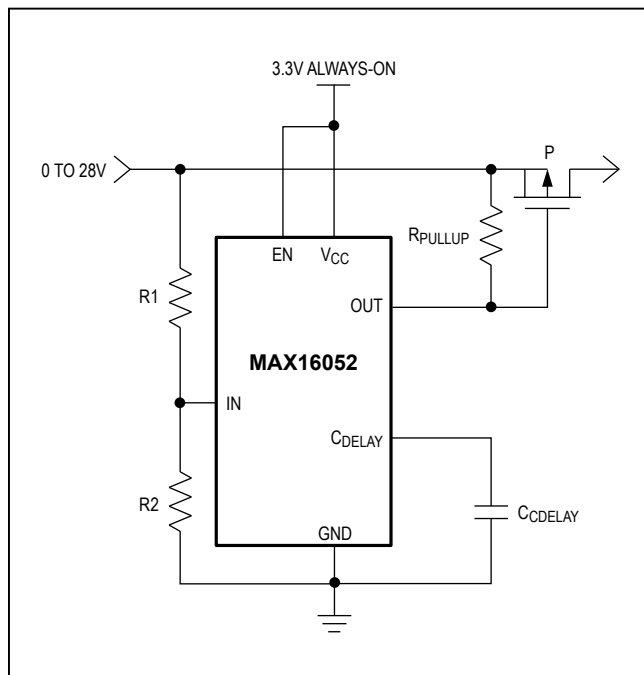 3.3V ALWAYS-ON
0 TO 28V
P
RPULLUP
EN
VCC
R1
OUT
MAX16052
IN
CDELAY
R2
CCDELAY
GND